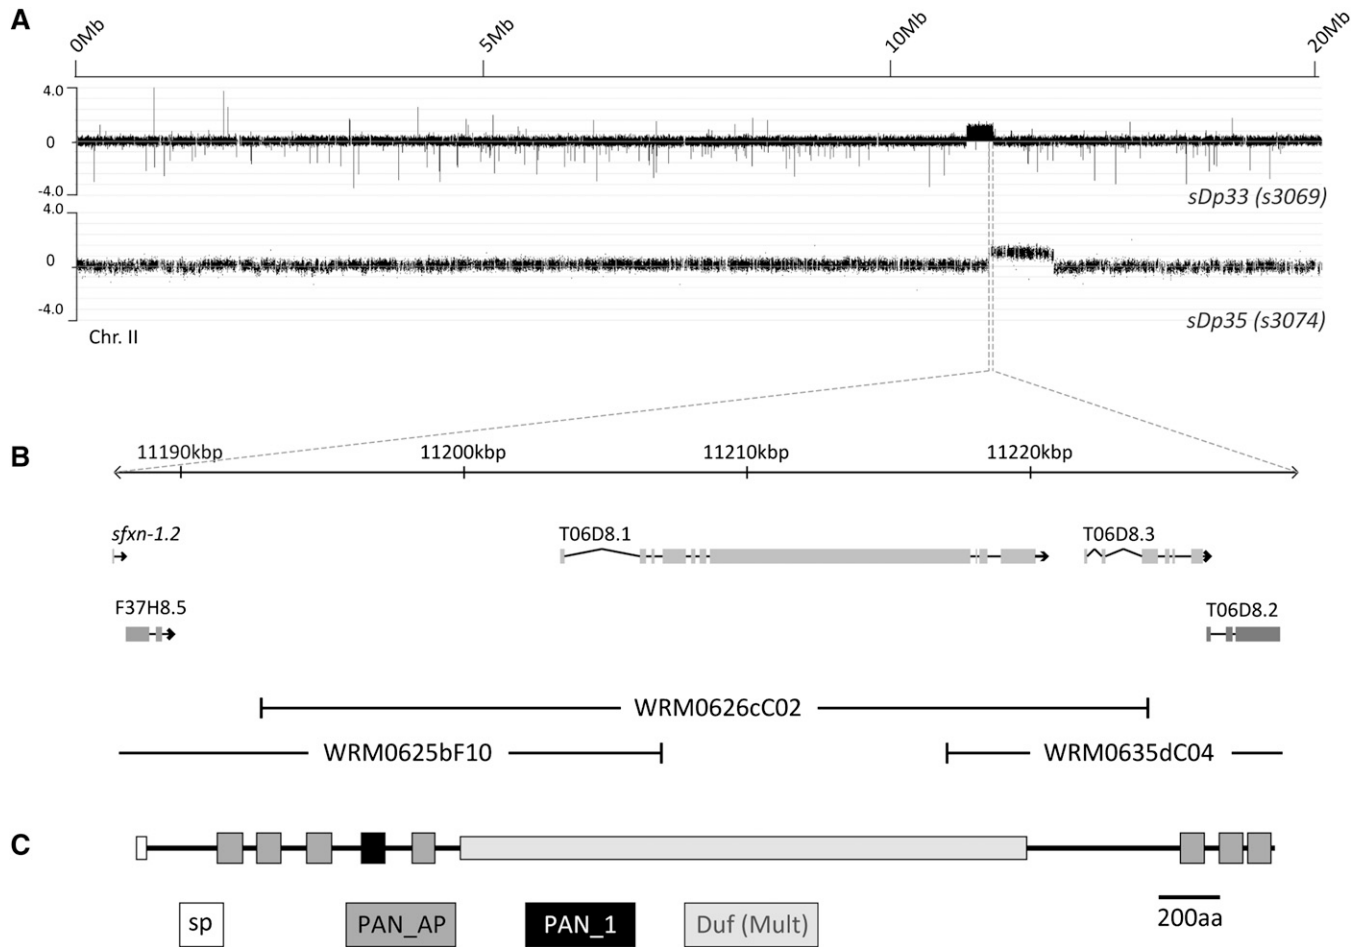 A
0Mb 5Mb 10Mb 20Mb
4.0
0
-4.0
sDp33 (s3069)
4.0
0
-4.0
sDp35 (s3074)
Chr. II
B
11190kbp 11200kbp 11210kbp 11220kbp
sfxn-1.2 T06D8.1 T06D8.3
F37H8.5 T06D8.2
WRM0626cC02
WRM0625bF10 WRM0635dC04
C
sp PAN_AP PAN_1 Duf (Mult) 200aa